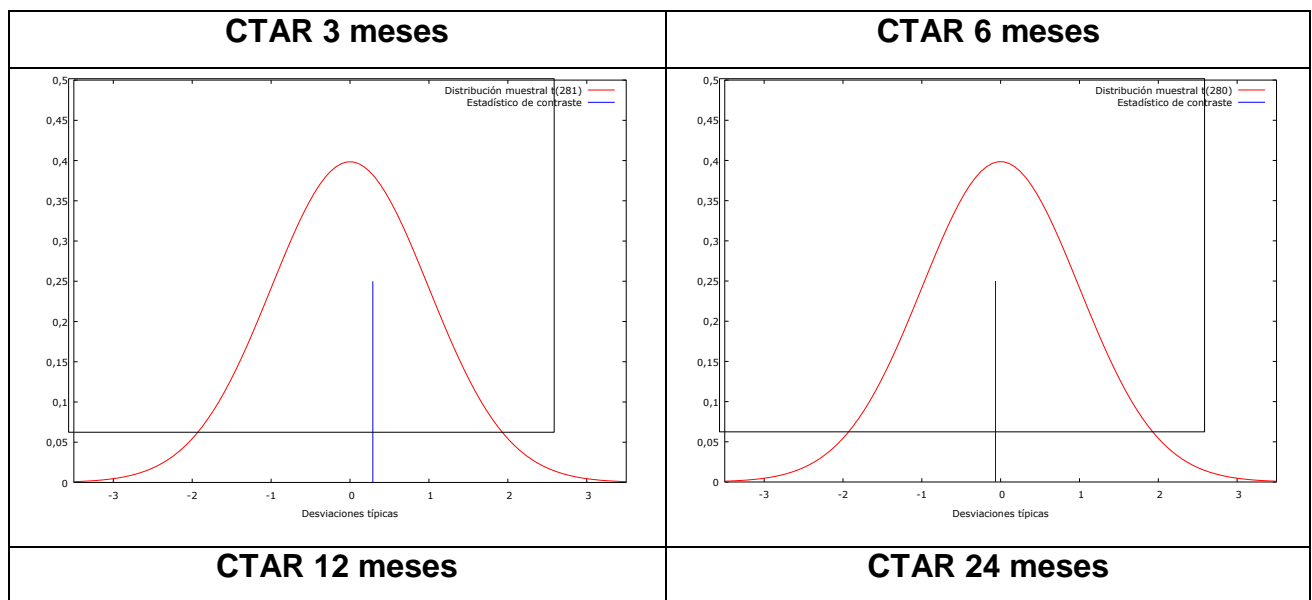 CTAR 3 meses
CTAR 6 meses
0,5
0,45
0,4
0,35
0,3
0,25
0,2
0,15
0,1
0,05
0
-3 -2 -1 0 1 2 3
Desviaciones típicas
Distribución muestral t(281)
Estadístico de contraste
0,5
0,45
0,4
0,35
0,3
0,25
0,2
0,15
0,1
0,05
0
-3 -2 -1 0 1 2 3
Desviaciones típicas
Distribución muestral t(280)
Estadístico de contraste
CTAR 12 meses
CTAR 24 meses